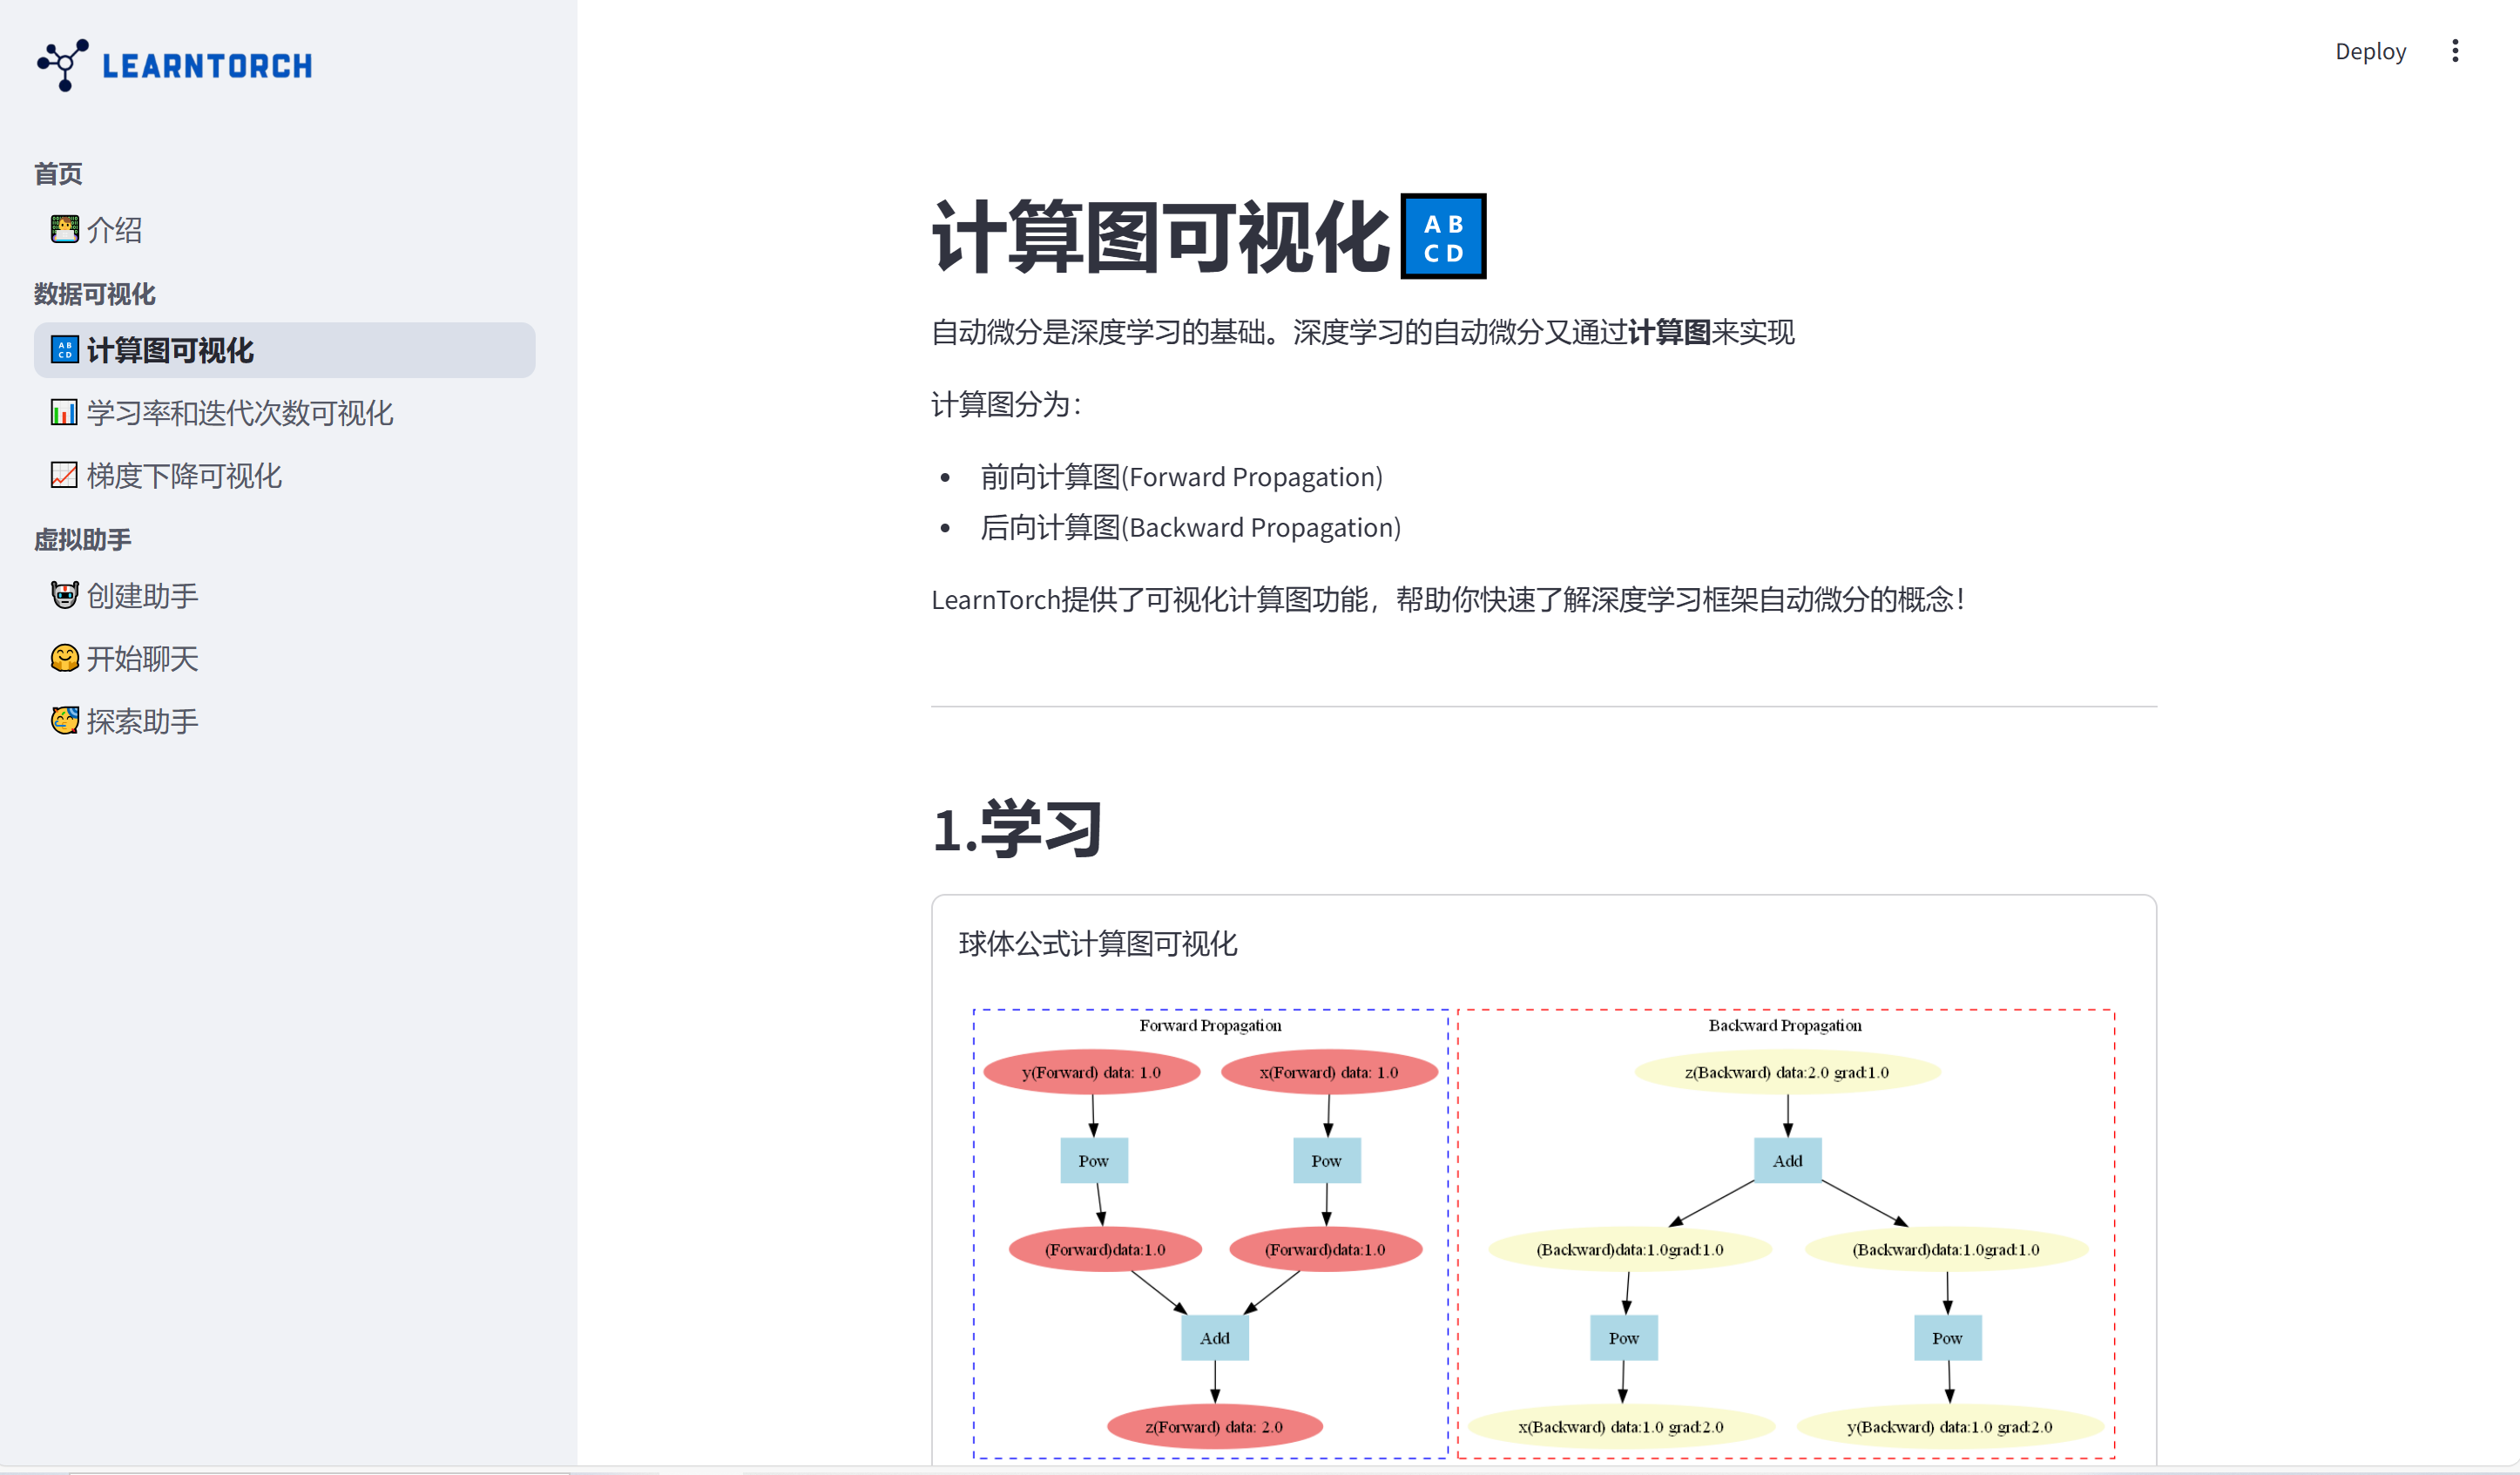 LEARNTORCH
Deploy
首页
介绍
数据可视化
计算图可视化
学习率和迭代次数可视化
梯度下降可视化
虚拟助手
创建助手
开始聊天
探索助手
计算图可视化
A B
C D
自动微分是深度学习的基础。深度学习的自动微分又通过计算图来实现
计算图分为：
• 前向计算图(Forward Propagation)
• 后向计算图(Backward Propagation)
LearnTorch提供了可视化计算图功能，帮助你快速了解深度学习框架自动微分的概念！
1.学习
球体公式计算图可视化
Forward Propagation
y(Forward) data: 1.0
x(Forward) data: 1.0
Pow
Pow
(Forward)data:1.0
(Forward)data:1.0
Add
z(Forward) data: 2.0
Backward Propagation
z(Backward) data:2.0 grad:1.0
Add
(Backward)data:1.0grad:1.0
(Backward)data:1.0grad:1.0
Pow
Pow
x(Backward) data:1.0 grad:2.0
y(Backward) data:1.0 grad:2.0